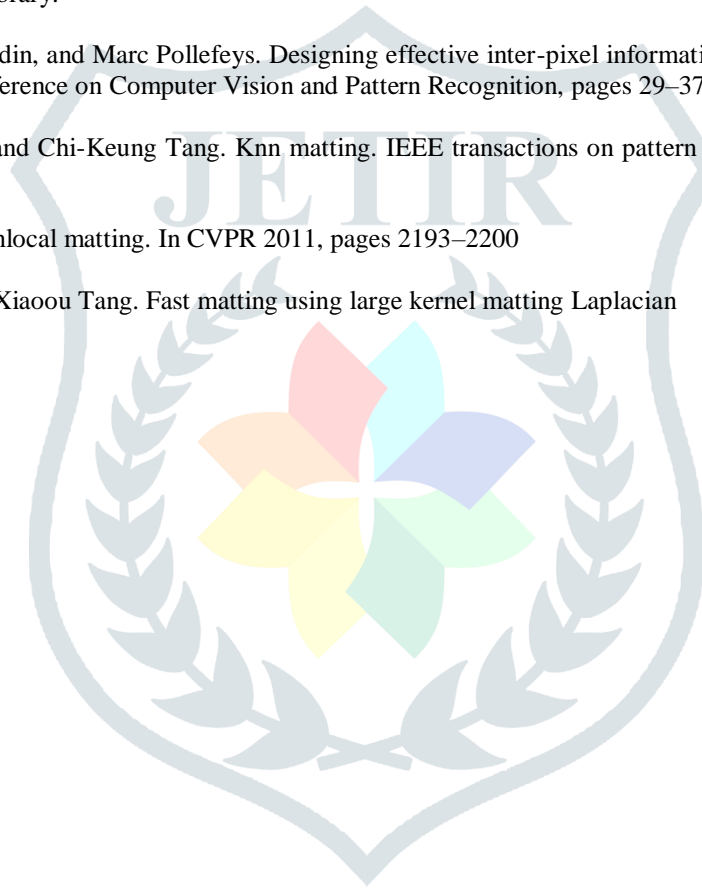 din, and Marc Pollefeys. Designing effective inter-pixel informati
ference on Computer Vision and Pattern Recognition, pages 29–37
JETIR
and Chi-Keung Tang. Knn matting. IEEE transactions on pattern
nlocal matting. In CVPR 2011, pages 2193–2200
Xiaoou Tang. Fast matting using large kernel matting Laplacian